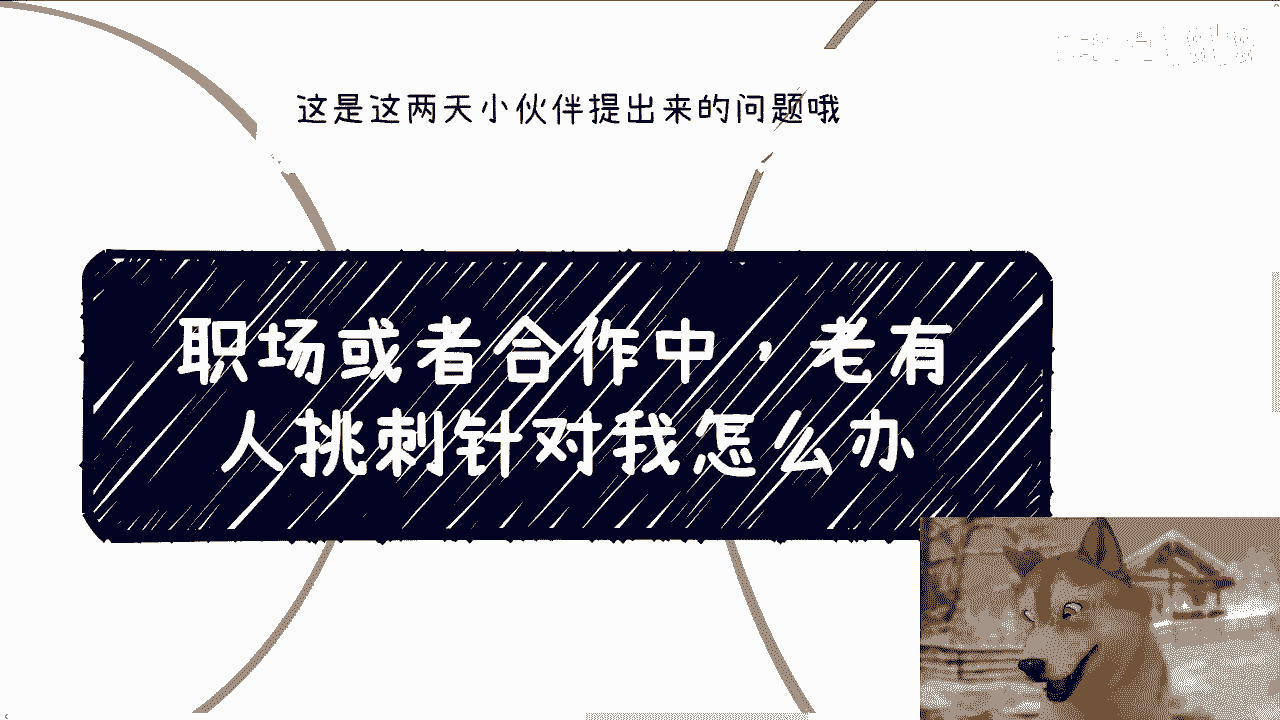 这是这两天小伙伴提出来的问题哦
职场或者合作中，老有
人挑刺针对我怎么办